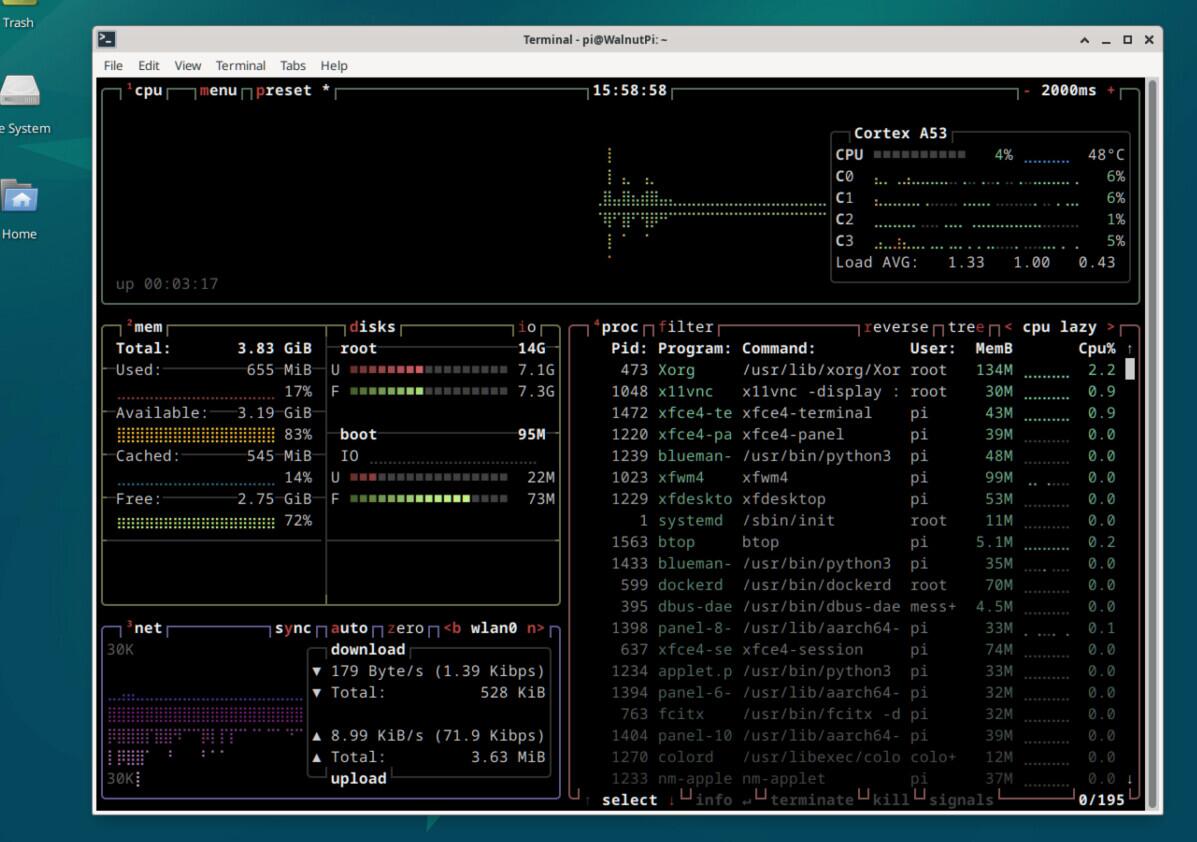 Trash
e System
Home
Terminal - pi@WalnutPi: ~
File Edit View Terminal Tabs Help
¹cpu menu preset * 15:58:58 - 2000ms +
Cortex A53
CPU 4% 48°C
C0 6%
C1 6%
C2 1%
C3 5%
Load AVG: 1.33 1.00 0.43
up 00:03:17
²mem
Total: 3.83 GiB
Used: 655 MiB
17%
Available: 3.19 GiB
83%
Cached: 545 MiB
14%
Free: 2.75 GiB
72%
disks io
root 14G
U 7.1G
F 7.3G
boot 95M
IO
U 22M
F 73M
³net sync auto zero <b wlan0 n>
30K
download
▼ 179 Byte/s (1.39 Kibps)
▼ Total: 528 KiB
▲ 8.99 KiB/s (71.9 Kibps)
▲ Total: 3.63 MiB
30K
upload
⁴proc filter reverse tree < cpu lazy >
Pid: Program: Command: User: MemB Cpu% ↑
473 Xorg /usr/lib/xorg/Xor root 134M 2.2
1048 x11vnc x11vnc -display : root 30M 0.9
1472 xfce4-te xfce4-terminal pi 43M 0.9
1220 xfce4-pa xfce4-panel pi 39M 0.0
1239 blueman- /usr/bin/python3 pi 48M 0.0
1023 xfwm4 xfwm4 pi 99M 0.0
1229 xfdeskto xfdesktop pi 53M 0.0
1 systemd /sbin/init root 11M 0.0
1563 btop btop pi 5.1M 0.2
1433 blueman- /usr/bin/python3 pi 35M 0.0
599 dockerd /usr/bin/dockerd root 70M 0.0
395 dbus-dae /usr/bin/dbus-dae mess+ 4.5M 0.0
1398 panel-8- /usr/lib/aarch64- pi 33M 0.1
637 xfce4-se xfce4-session pi 74M 0.0
1234 applet.p /usr/bin/python3 pi 33M 0.0
1394 panel-6- /usr/lib/aarch64- pi 32M 0.0
763 fcitx /usr/bin/fcitx -d pi 32M 0.0
1404 panel-10 /usr/lib/aarch64- pi 39M 0.0
1270 colord /usr/libexec/colo colo+ 12M 0.0
1233 nm-apple nm-applet pi 37M 0.0 ↓
↑ select ↓ info ↵ terminate kill signals 0/195